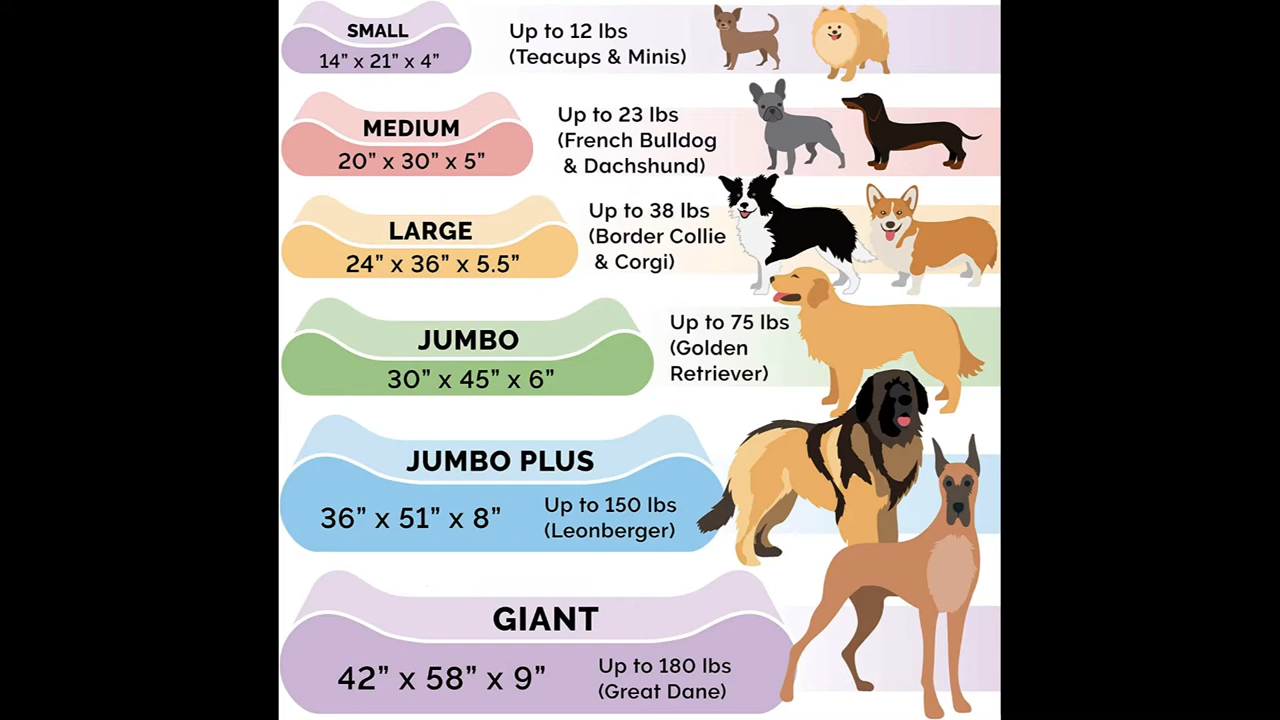 SMALL
14” x 21” x 4”
Up to 12 lbs
(Teacups & Minis)
MEDIUM
20” x 30” x 5”
Up to 23 lbs
(French Bulldog
& Dachshund)
LARGE
24” x 36” x 5.5”
Up to 38 lbs
(Border Collie
& Corgi)
JUMBO
30” x 45” x 6”
Up to 75 lbs
(Golden
Retriever)
JUMBO PLUS
36” x 51” x 8”
Up to 150 lbs
(Leonberger)
GIANT
42” x 58” x 9”
Up to 180 lbs
(Great Dane)